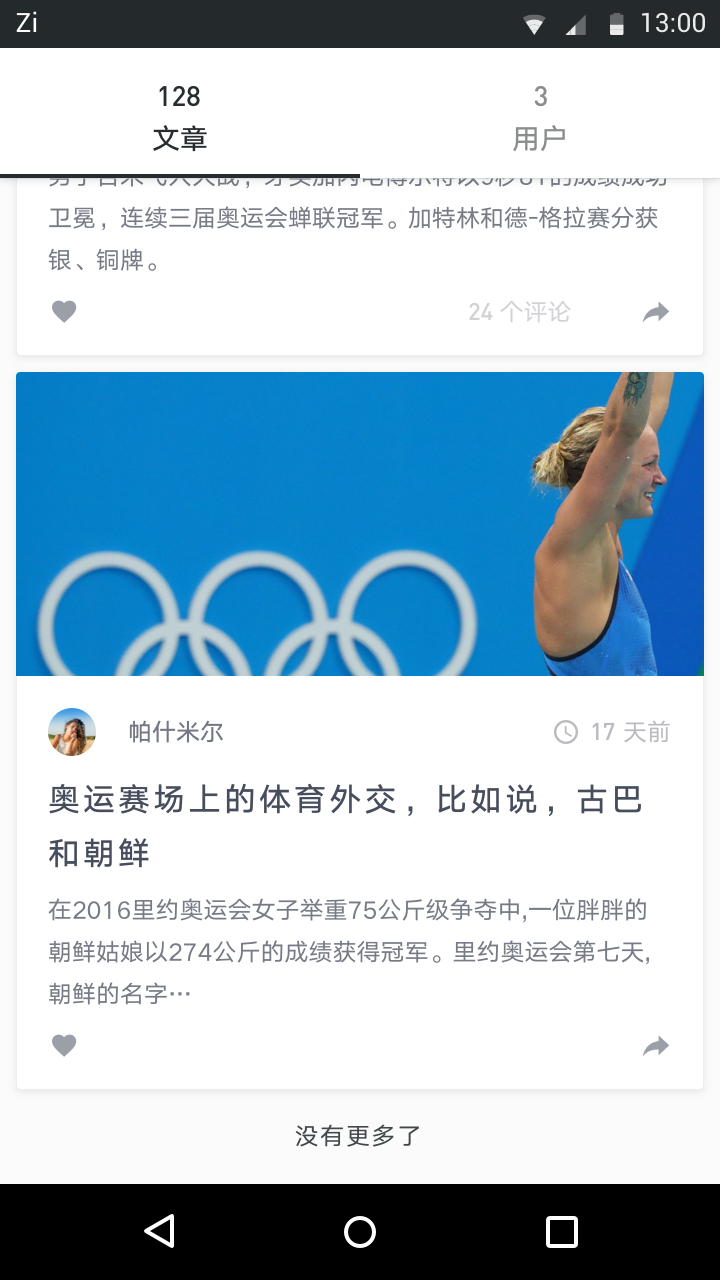 Zi
13:00
128
3
文章
用户
卫冕，连续三届奥运会蝉联冠军。加特林和德-格拉赛分获
银、铜牌。
24 个评论
帕什米尔
17 天前
奥运赛场上的体育外交，比如说，古巴
和朝鲜
在2016里约奥运会女子举重75公斤级争夺中,一位胖胖的
朝鲜姑娘以274公斤的成绩获得冠军。里约奥运会第七天,
朝鲜的名字…
没有更多了